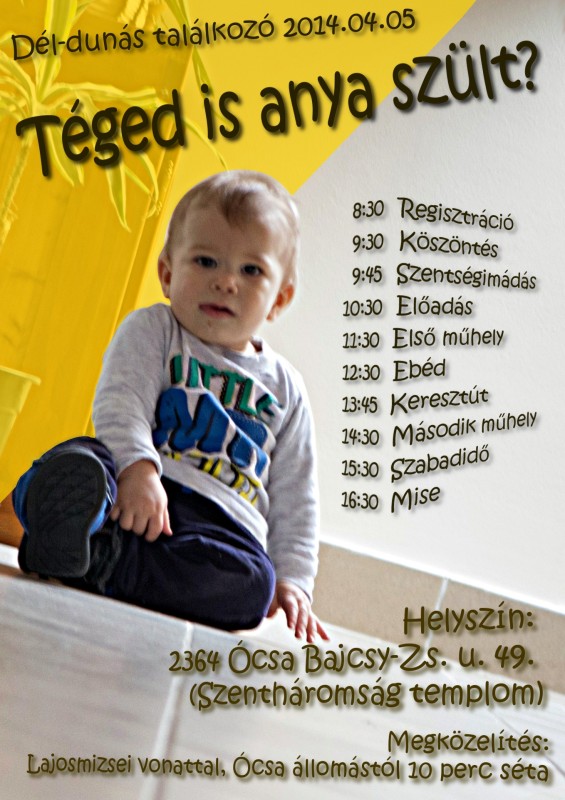 Dél-dunás találkozó 2014.04.05
Téged is anya szült?
8:30 Regisztráció
9:30 Köszöntés
9:45 Szentségimádás
10:30 Előadás
11:30 Első műhely
12:30 Ebéd
13:45 Keresztút
14:30 Második műhely
15:30 Szabadidő
16:30 Mise
LITTLE
MR
Helyszín:
2364 Ócsa Bajcsy-Zs. u. 49.
(Szentháromság templom)
Megközelítés:
Lajosmizsei vonattal, Ócsa állomástól 10 perc séta